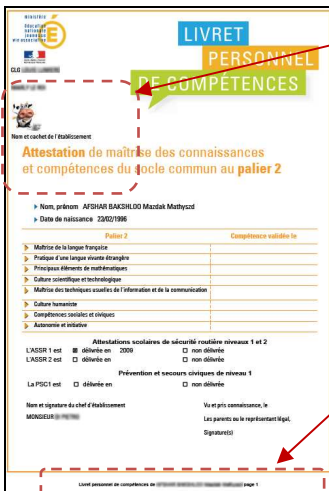 MINISTÈRE
éducation
nationale
jeunesse
vie associative
LIVRET
PERSONNEL
DE COMPÉTENCES
CLG
Nom et cachet de l'établissement
Attestation de maîtrise des connaissances
et compétences du socle commun au palier 2
Nom, prénom AFSHAR BAKSHLOO Mazdak Mathyszd
Date de naissance 23/02/1996
Palier 2 Compétence validée le
Maîtrise de la langue française
Pratique d'une langue vivante étrangère
Principaux éléments de mathématiques
Culture scientifique et technologique
Maîtrise des techniques usuelles de l'information et de la communication
Culture humaniste
Compétences sociales et civiques
Autonomie et initiative
Attestations scolaires de sécurité routière niveaux 1 et 2
L'ASSR 1 est délivrée en 2009 non délivrée
L'ASSR 2 est délivrée en non délivrée
Prévention et secours civiques de niveau 1
La PSC1 est délivrée en non délivrée
Nom et signature du chef d'établissement Vu et pris connaissance, le
MONSIEUR Les parents ou le représentant légal,
Signature(s)
Livret personnel de compétences de page 1